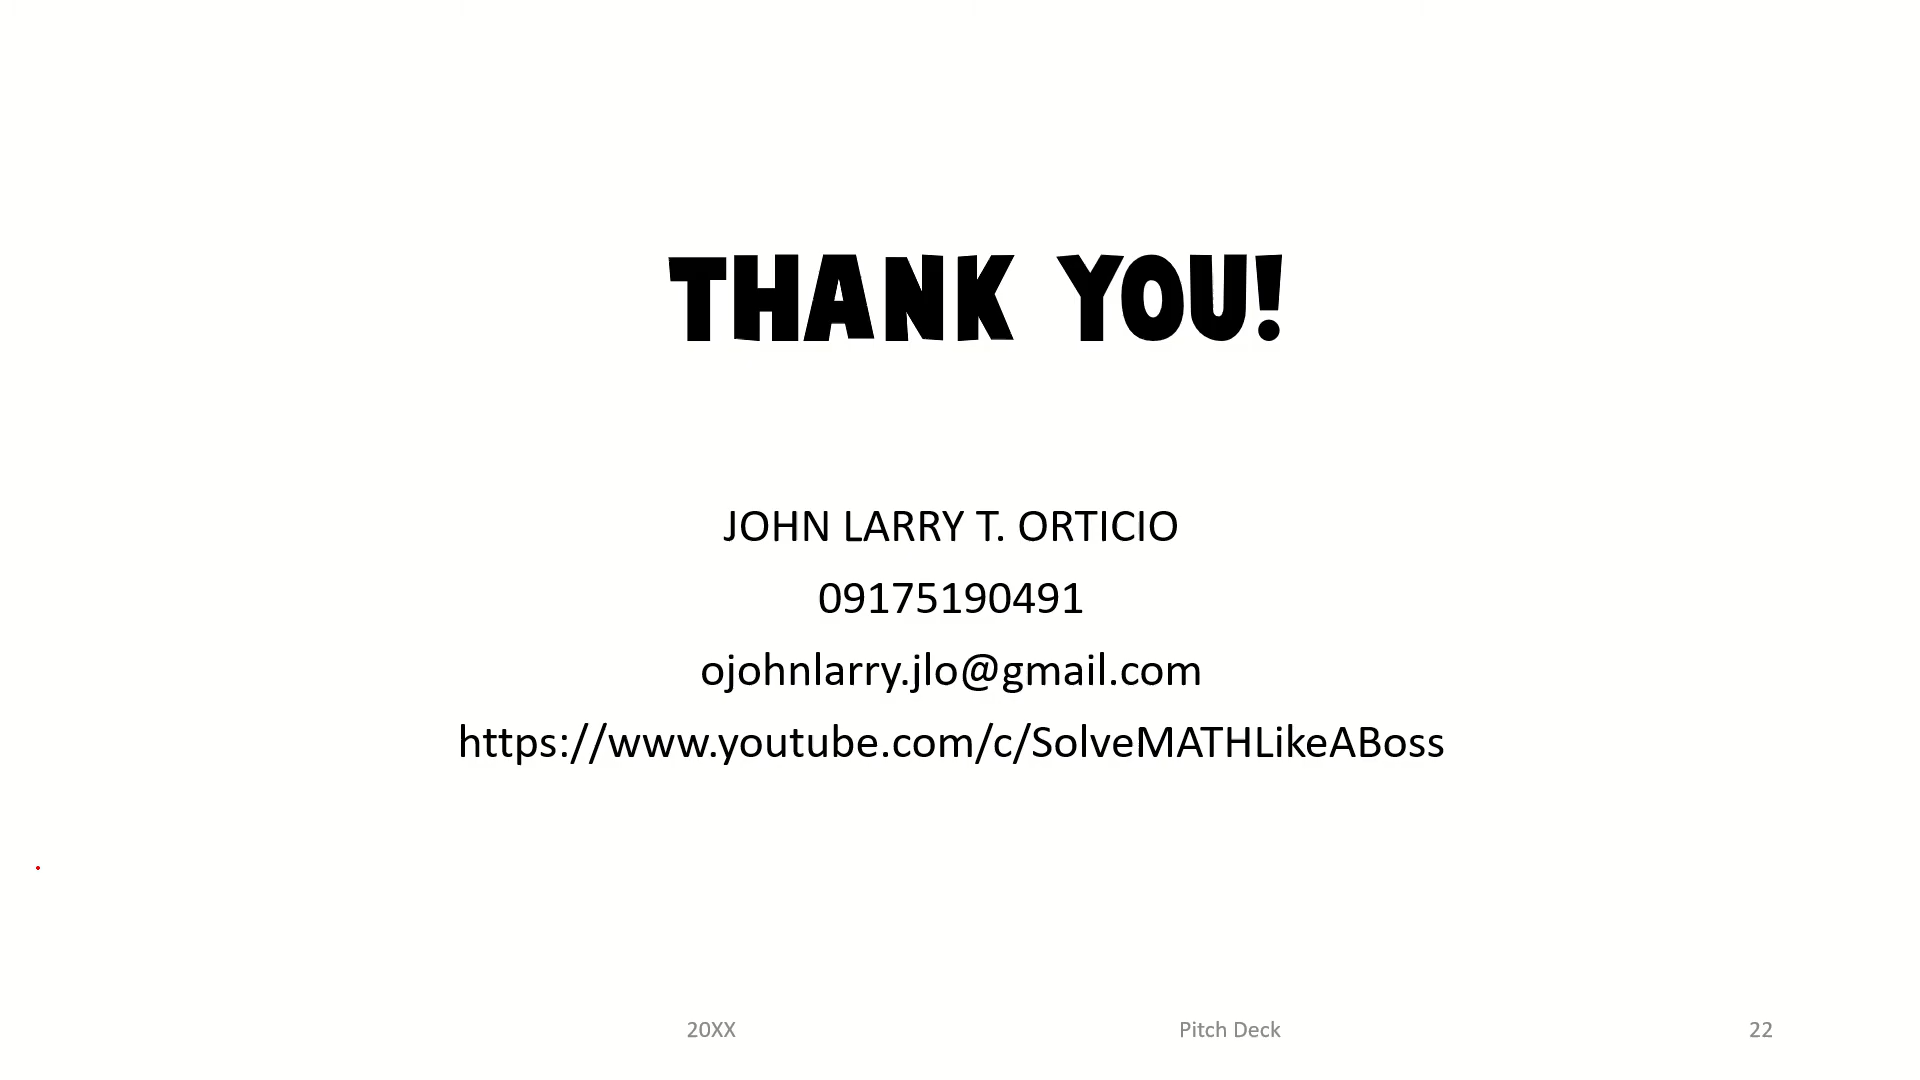 THANK YOU!
JOHN LARRY T. ORTICIO
09175190491
ojohnlarry.jlo@gmail.com
https://www.youtube.com/c/SolveMATHLikeABoss
20XX Pitch Deck 22